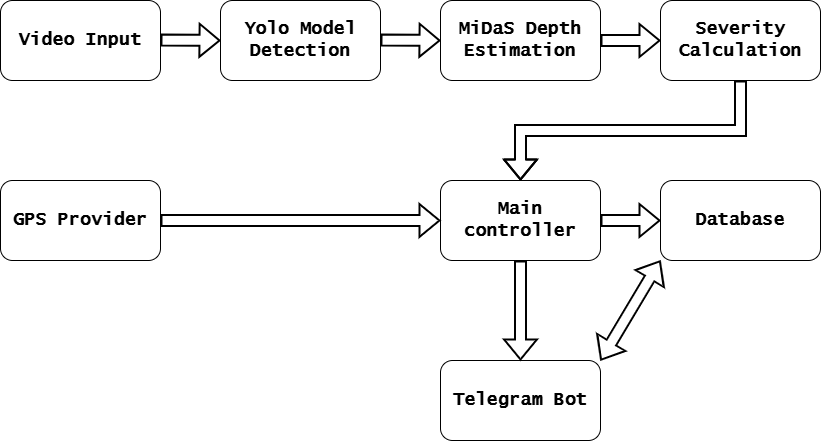 Video Input
Yolo Model
Detection
MiDaS Depth
Estimation
Severity
Calculation
GPS Provider
Main
controller
Database
Telegram Bot